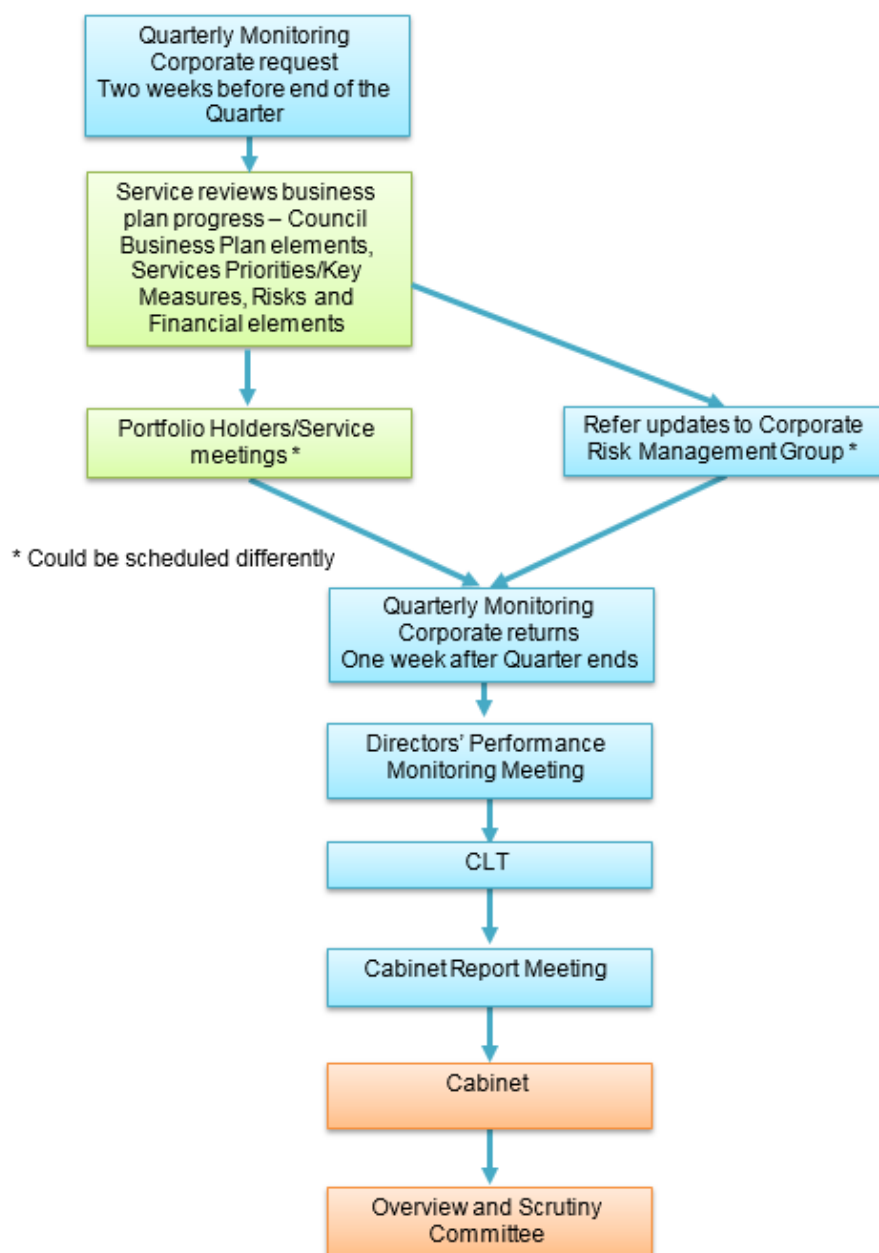 Quarterly Monitoring
Corporate request
Two weeks before end of the
Quarter
Service reviews business
plan progress – Council
Business Plan elements,
Services Priorities/Key
Measures, Risks and
Financial elements
Portfolio Holders/Service
meetings *
Refer updates to Corporate
Risk Management Group *
* Could be scheduled differently
Quarterly Monitoring
Corporate returns
One week after Quarter ends
Directors’ Performance
Monitoring Meeting
CLT
Cabinet Report Meeting
Cabinet
Overview and Scrutiny
Committee